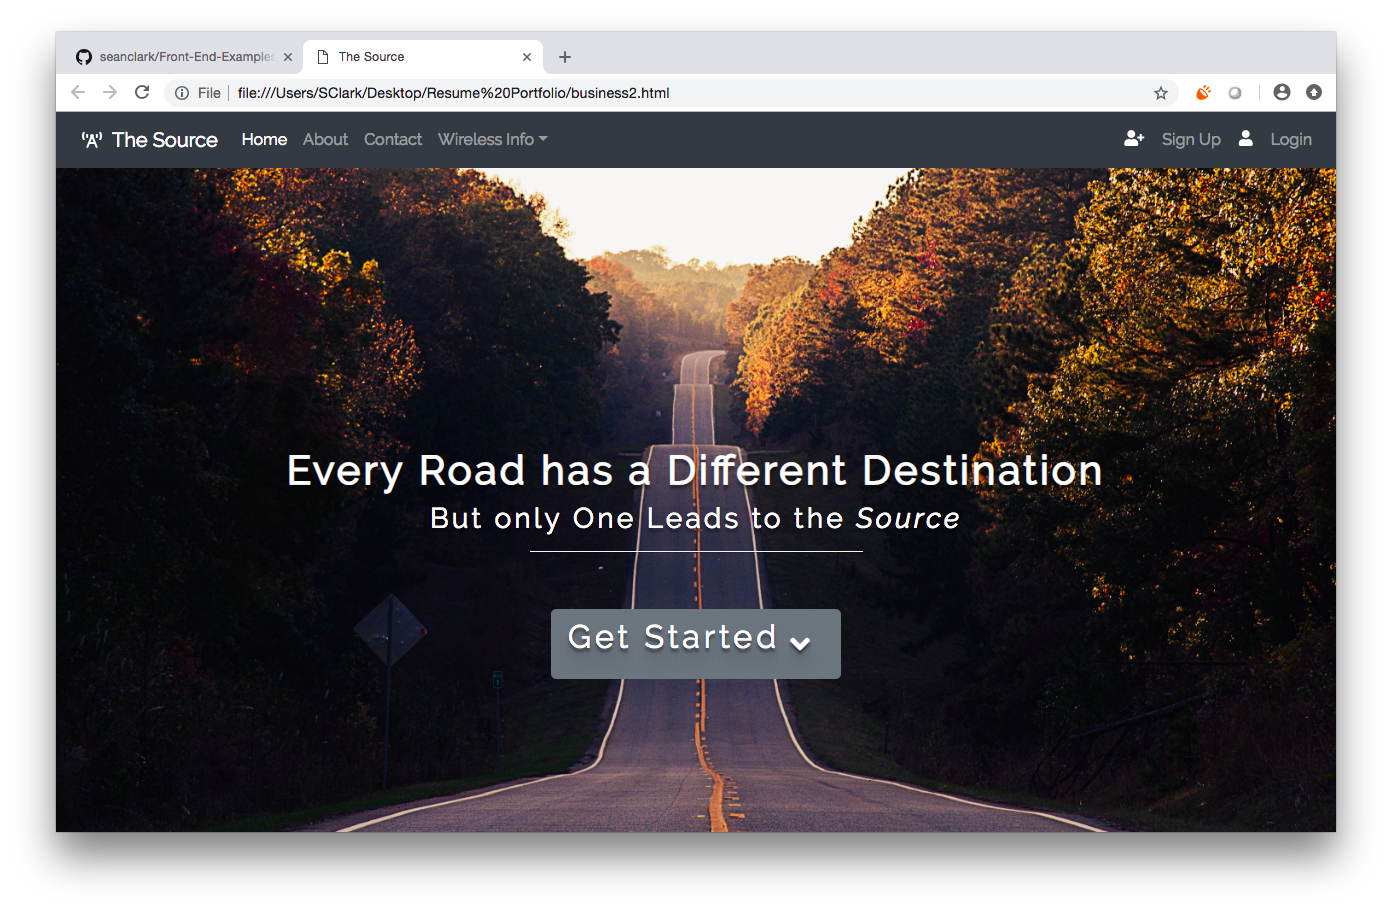 seanclark/Front-End-Examples
The Source
File
file:///Users/SClark/Desktop/Resume%20Portfolio/business2.html
The Source Home About Contact Wireless Info Sign Up Login
Every Road has a Different Destination
But only One Leads to the Source
Get Started